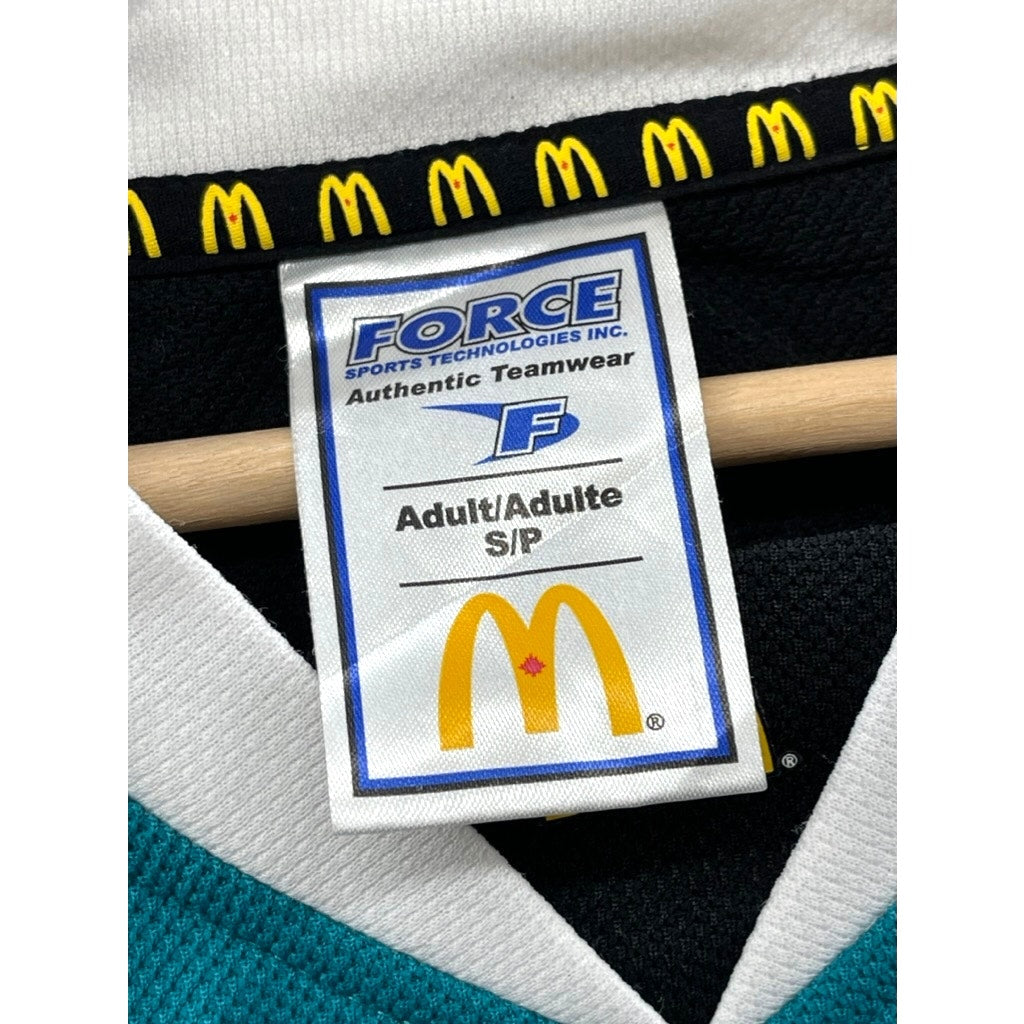 FORCE
SPORTS TECHNOLOGIES INC.
Authentic Teamwear
F
Adult/Adulte
S/P
®
®